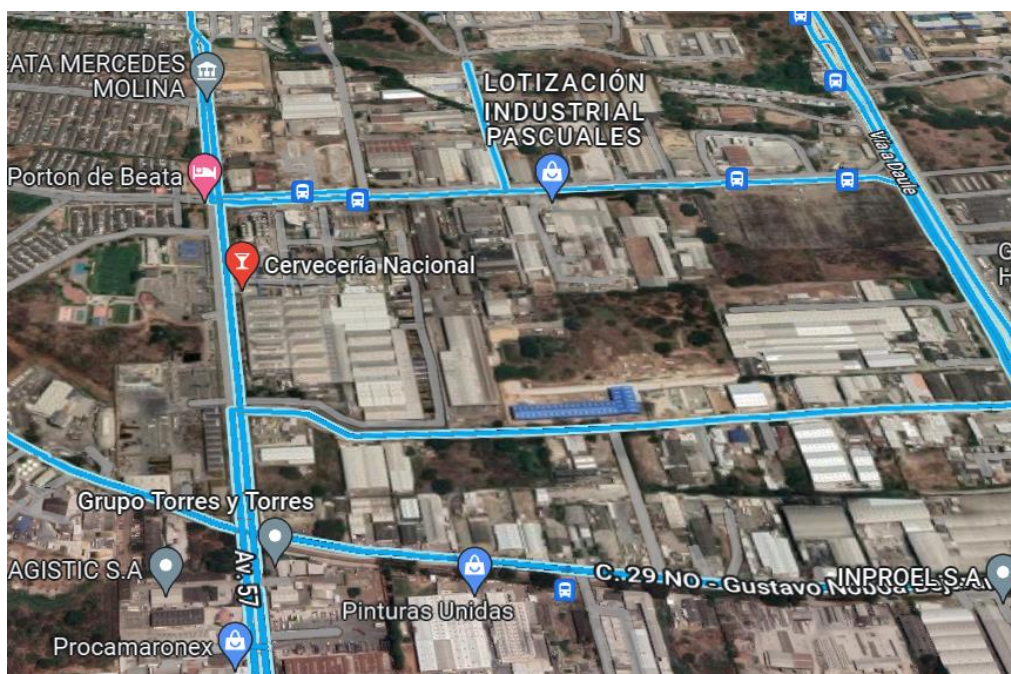 EATA MERCEDES
MOLINA
LOTIZACIÓN
INDUSTRIAL
PASCUALES
Porton de Beata
Vía a Daule
Cervecería Nacional
G
H
Grupo Torres y Torres
AGISTIC S.A
Av. 57
C. 29 NO - Gustavo Noboa Bejar
INPROEL S.A
Pinturas Unidas
Procamaronex